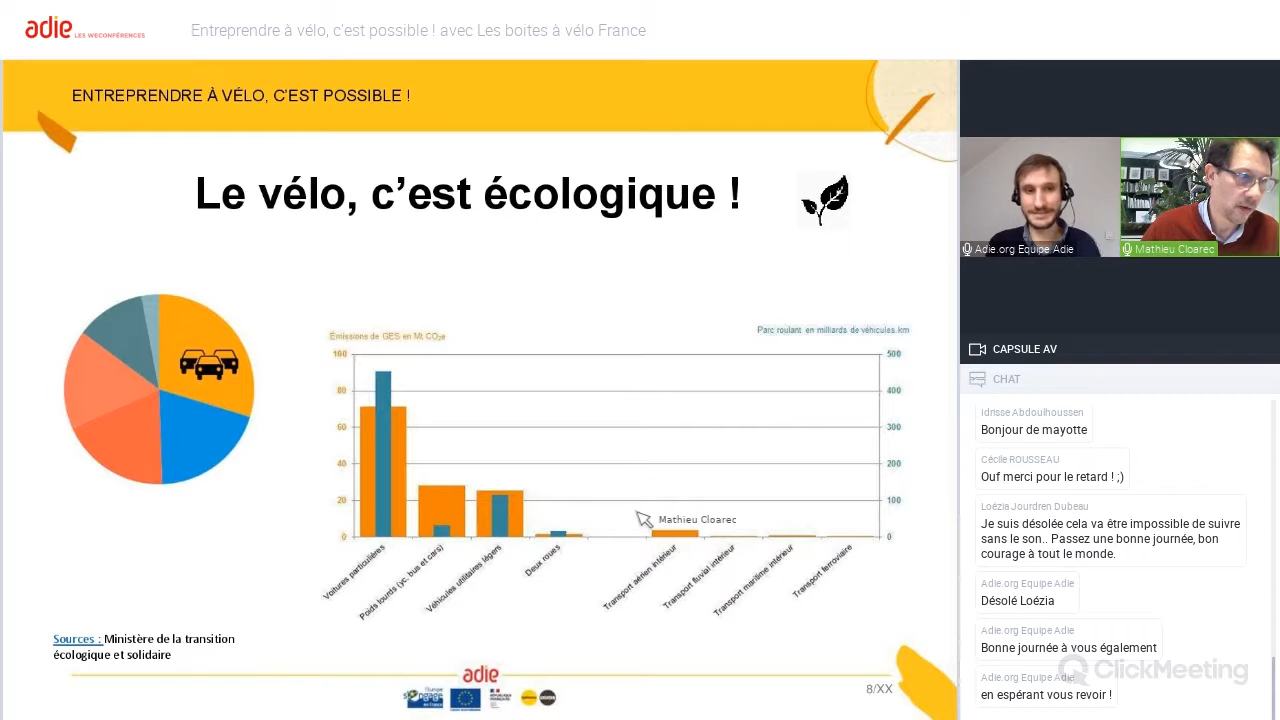 adie LES WECONFÉRENCES
Entreprendre à vélo, c'est possible ! avec Les boites à vélo France
ENTREPRENDRE À VÉLO, C'EST POSSIBLE !
Le vélo, c'est écologique !
Émissions de GES en Mt CO₂e
Parc roulant en milliards de véhicules.km
100
80
60
40
20
0
500
400
300
200
100
0
Mathieu Cloarec
Voitures particulières
Poids lourds (yc. bus et cars)
Véhicules utilitaires légers
Deux roues
Transport aérien intérieur
Transport fluvial intérieur
Transport maritime intérieur
Transport ferroviaire
Sources : Ministère de la transition
écologique et solidaire
adie
l'Europe
s'engage
en France
8/XX
Adie.org Equipe Adie
Mathieu Cloarec
CAPSULE AV
CHAT
Idrisse Abdoulhoussen
Bonjour de mayotte
Cécile ROUSSEAU
Ouf merci pour le retard ! ;)
Loézia Jourdren Dubeau
Je suis désolée cela va être impossible de suivre
sans le son.. Passez une bonne journée, bon
courage à tout le monde.
Adie.org Equipe Adie
Désolé Loézia
Adie.org Equipe Adie
Bonne journée à vous également
Adie.org Equipe Adie
en espérant vous revoir !
ClickMeeting